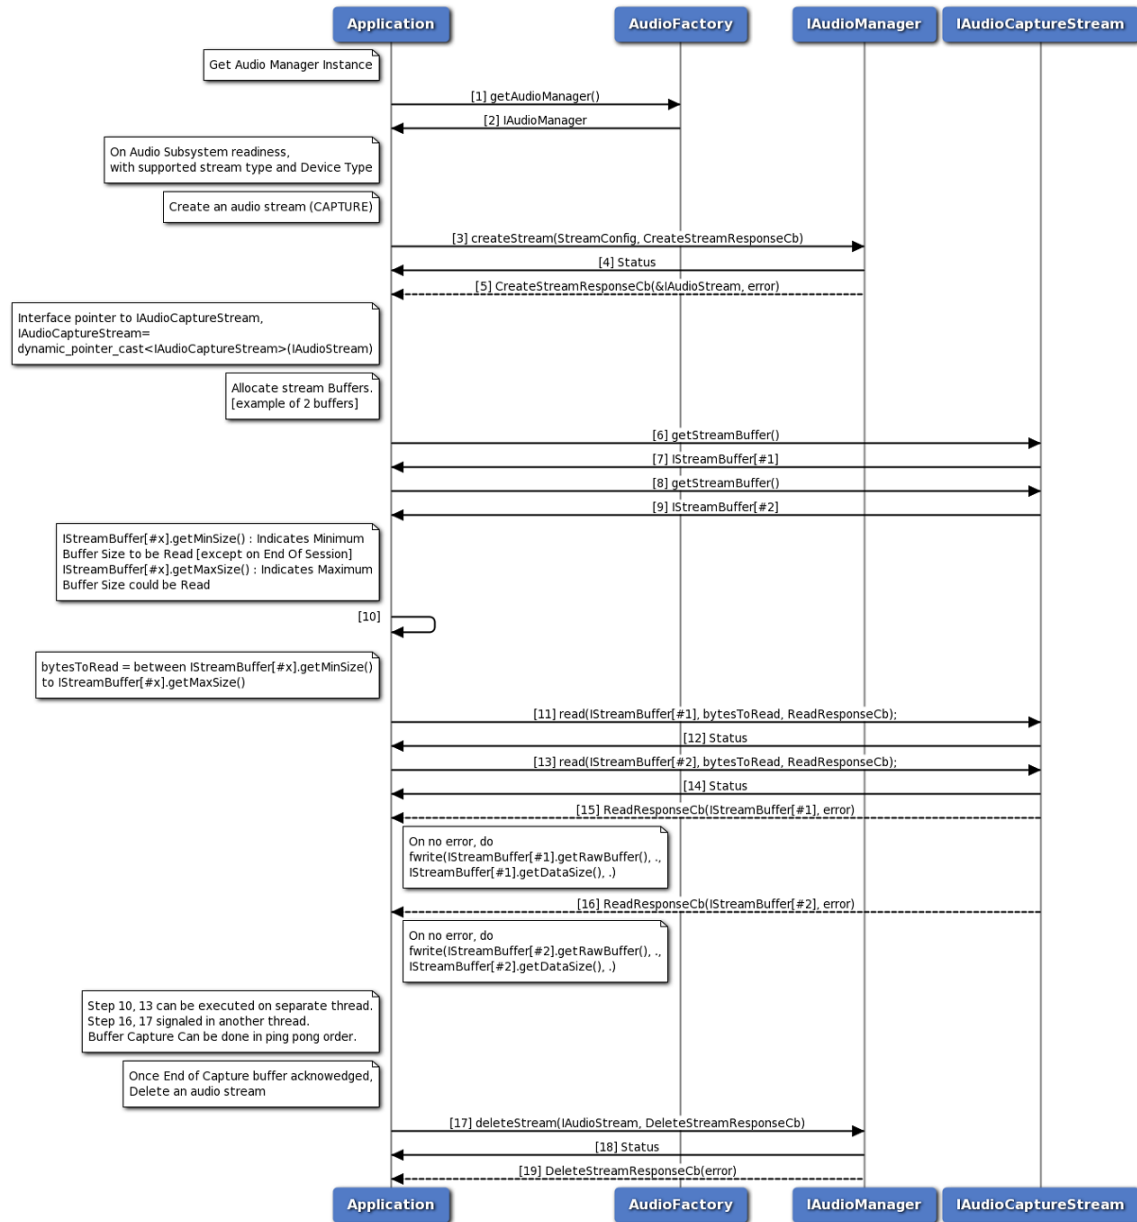 Application
AudioFactory
IAudioManager
IAudioCaptureStream
Get Audio Manager Instance
[1] getAudioManager()
[2] IAudioManager
On Audio Subsystem readiness,
with supported stream type and Device Type
Create an audio stream (CAPTURE)
[3] createStream(StreamConfig, CreateStreamResponseCb)
[4] Status
[5] CreateStreamResponseCb(&IAudioStream, error)
Interface pointer to IAudioCaptureStream,
IAudioCaptureStream=
dynamic_pointer_cast<IAudioCaptureStream>(IAudioStream)
Allocate stream Buffers.
[example of 2 buffers]
[6] getStreamBuffer()
[7] IStreamBuffer[#1]
[8] getStreamBuffer()
[9] IStreamBuffer[#2]
IStreamBuffer[#x].getMinSize() : Indicates Minimum
Buffer Size to be Read [except on End Of Session]
IStreamBuffer[#x].getMaxSize() : Indicates Maximum
Buffer Size could be Read
[10]
bytesToRead = between IStreamBuffer[#x].getMinSize()
to IStreamBuffer[#x].getMaxSize()
[11] read(IStreamBuffer[#1], bytesToRead, ReadResponseCb);
[12] Status
[13] read(IStreamBuffer[#2], bytesToRead, ReadResponseCb);
[14] Status
[15] ReadResponseCb(IStreamBuffer[#1], error)
On no error, do
fwrite(IStreamBuffer[#1].getRawBuffer(), .,
IStreamBuffer[#1].getDataSize(), .)
[16] ReadResponseCb(IStreamBuffer[#2], error)
On no error, do
fwrite(IStreamBuffer[#2].getRawBuffer(), .,
IStreamBuffer[#2].getDataSize(), .)
Step 10, 13 can be executed on separate thread.
Step 16, 17 signaled in another thread.
Buffer Capture Can be done in ping pong order.
Once End of Capture buffer acknowedged,
Delete an audio stream
[17] deleteStream(IAudioStream, DeleteStreamResponseCb)
[18] Status
[19] DeleteStreamResponseCb(error)
Application
AudioFactory
IAudioManager
IAudioCaptureStream